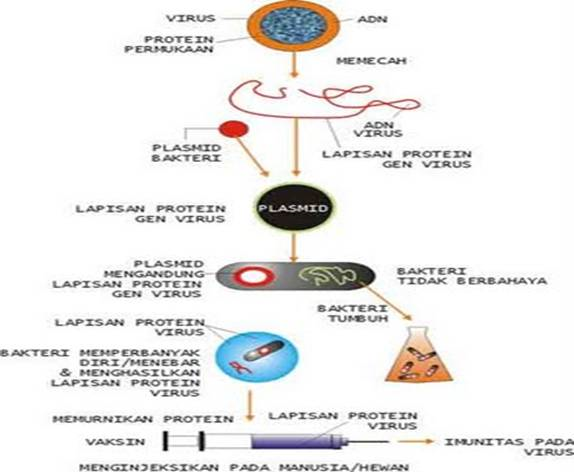 VIRUS
ADN
PROTEIN
PERMUKAAN
MEMECAH
ADN
VIRUS
PLASMID
BAKTERI
LAPISAN PROTEIN
GEN VIRUS
LAPISAN PROTEIN
GEN VIRUS
PLASMID
PLASMID
MENGANDUNG
LAPISAN PROTEIN
GEN VIRUS
BAKTERI
TIDAK BERBAHAYA
BAKTERI
TUMBUH
LAPISAN PROTEIN
VIRUS
BAKTERI MEMPERBANYAK
DIRI/MENEBAR
& MENGHASILKAN
LAPISAN PROTEIN
VIRUS
MEMURNIKAN PROTEIN
LAPISAN PROTEIN
VIRUS
VAKSIN
IMUNITAS PADA
VIRUS
MENGINJEKSIKAN PADA MANUSIA/HEWAN